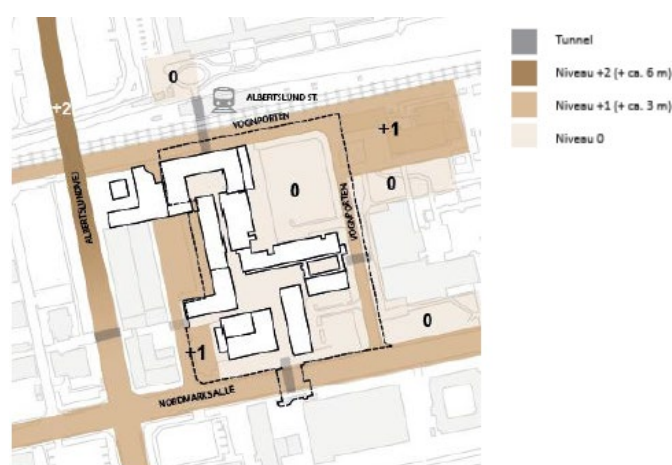 Tunnel
Niveau +2 (+ ca. 6 m)
Niveau +1 (+ ca. 3 m)
Niveau 0
0
+2
ALBERTSLUND ST.
VOGNPORTEN
+1
0
0
ALBERTSLUNDVEJ
VOGNPORTEN
0
+1
NORDMARKSALLE